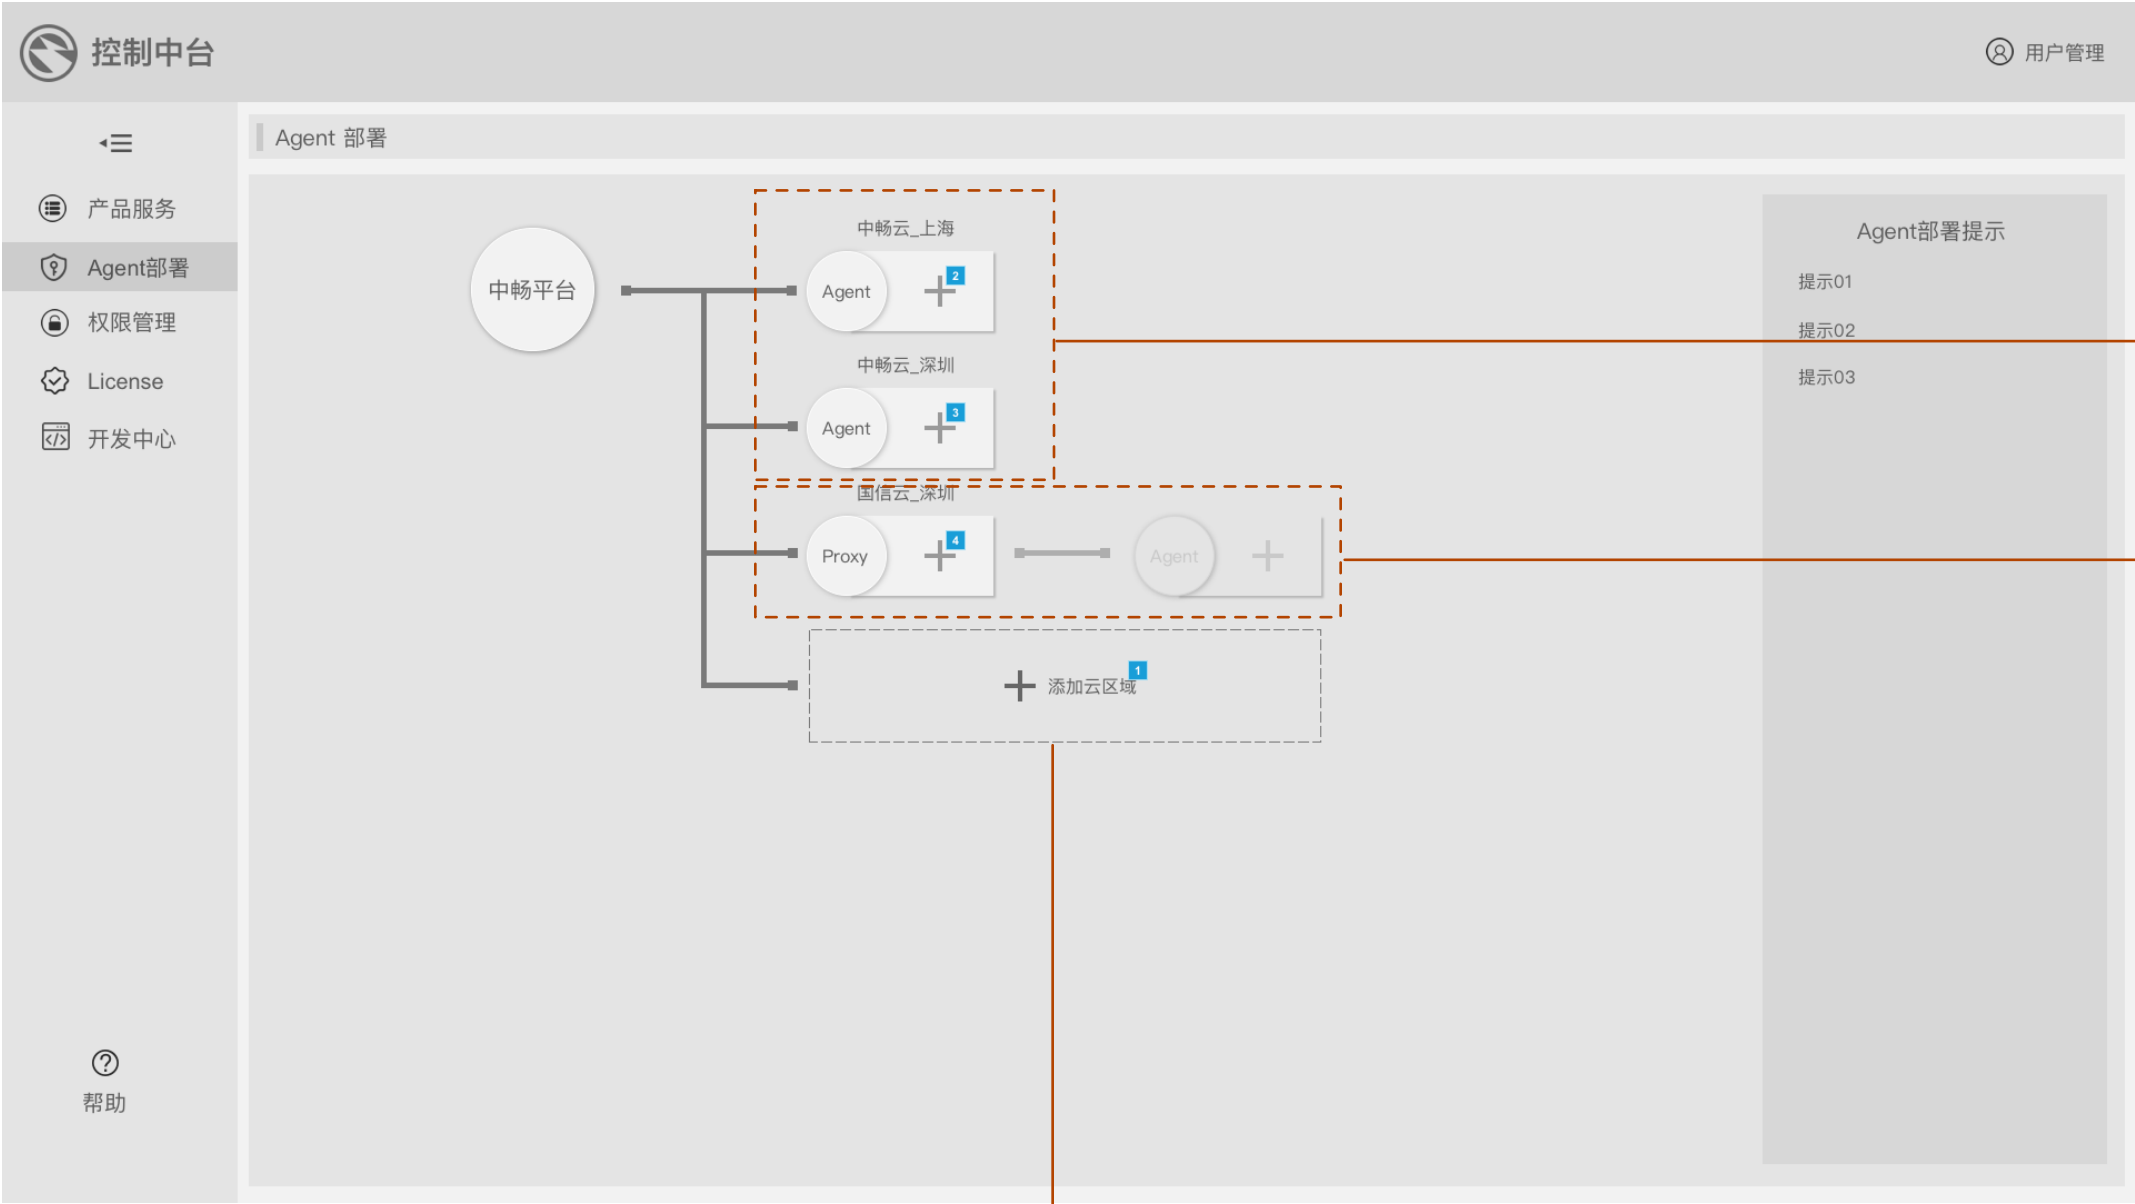 控制中台
用户管理
产品服务
Agent部署
权限管理
License
开发中心
帮助
Agent 部署
中畅平台
中畅云_上海
Agent
2
中畅云_深圳
Agent
3
国信云_深圳
Proxy
4
Agent
添加云区域
1
Agent部署提示
提示01
提示02
提示03